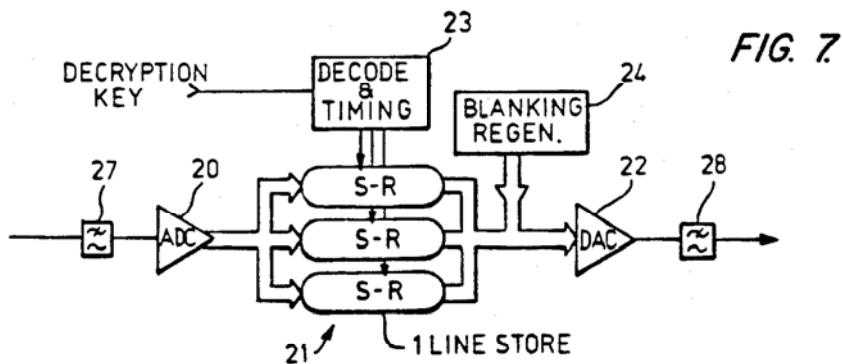 FIG. 7.
23
DECRYPTION
KEY
DECODE
&
TIMING
24
BLANKING
REGEN.
27
20
ADC
S-R
S-R
S-R
22
DAC
28
21
1 LINE STORE